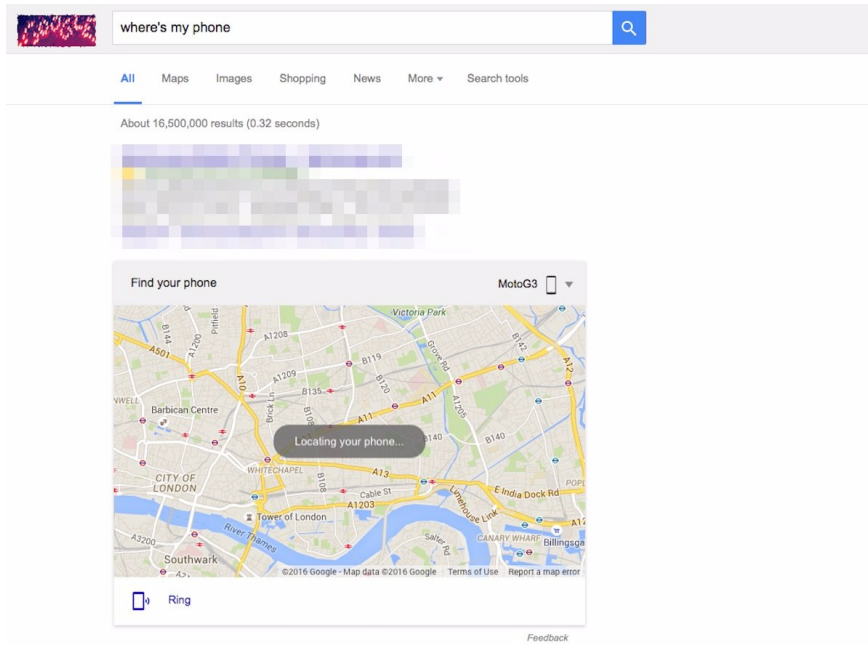 where's my phone
All Maps Images Shopping News More Search tools
About 16,500,000 results (0.32 seconds)
Find your phone MotoG3
Victoria Park
Pitfield
B144
A1200
A501
A1208
B119
Grove Rd
B142
A12
A10
A1209
B120
B135
Brick Ln
B108
A11
A11
A1205
Barbican Centre
Locating your phone...
B140
B140
WHITECHAPEL
A13
B108
CITY OF
LONDON
Cable St
A1203
Limehouse Link
E India Dock Rd
Tower of London
River Thames
A3200
Salter Rd
CANARY WHARF
Billingsga
Southwark
©2016 Google - Map data ©2016 Google Terms of Use Report a map error
Ring
Feedback